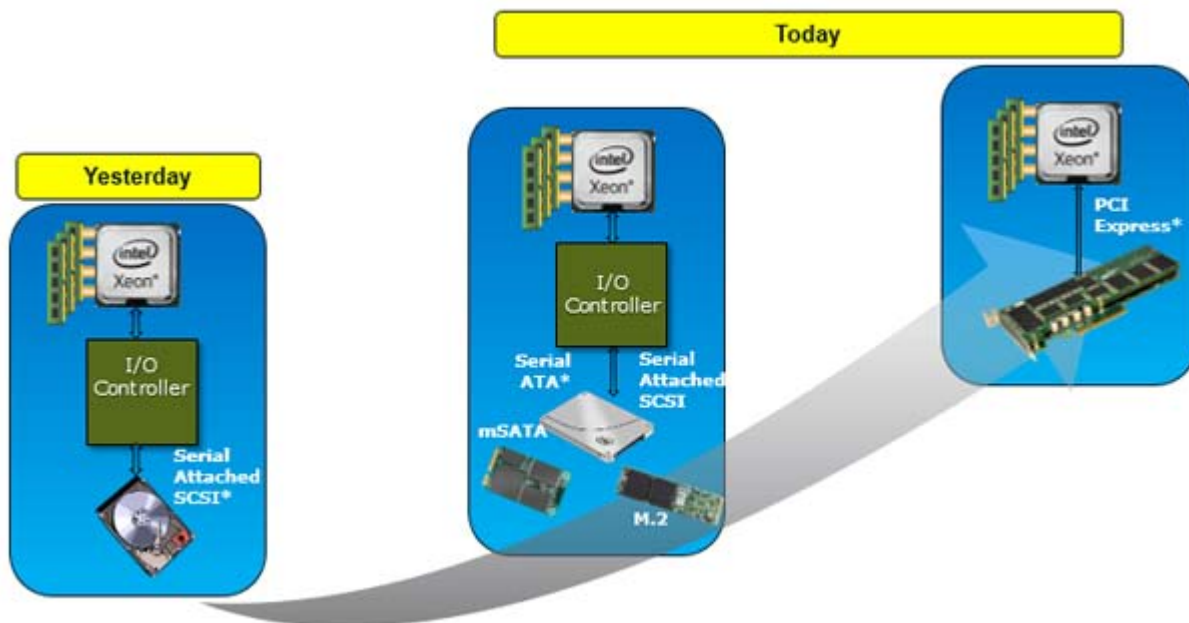 Yesterday
intel
Xeon®
I/O
Controller
Serial
Attached
SCSI*
Today
intel
Xeon®
I/O
Controller
Serial
ATA*
Serial
Attached
SCSI
mSATA
M.2
intel
Xeon®
PCI
Express*